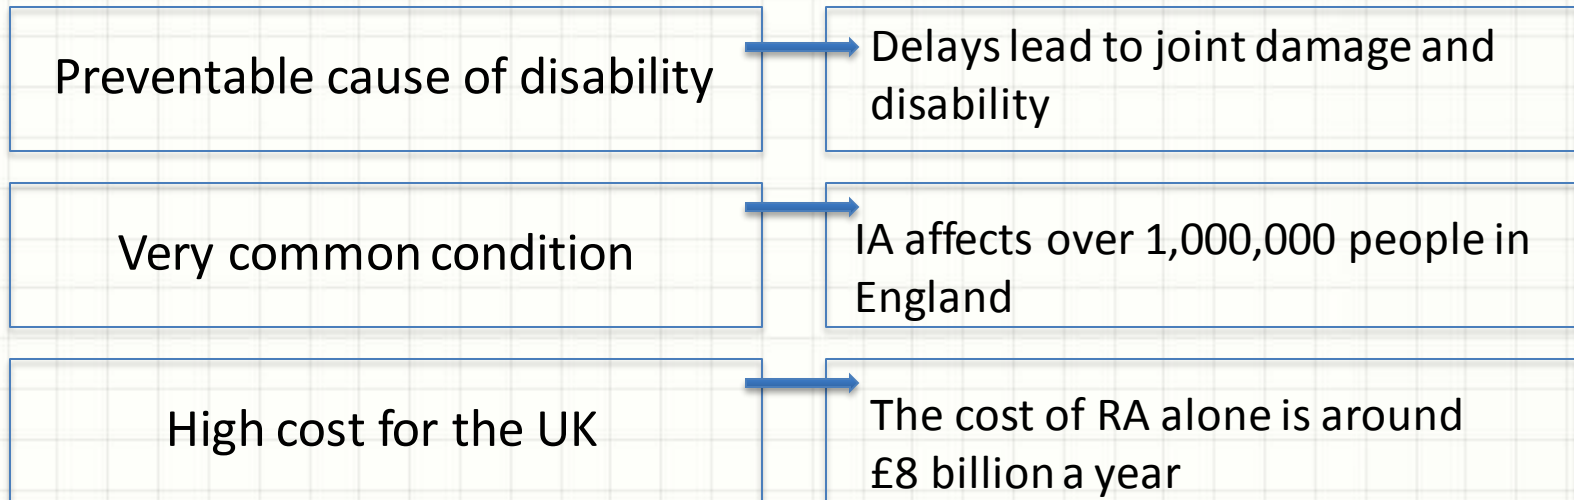 Preventable cause of disability
Delays lead to joint damage and
disability
Very common condition
IA affects over 1,000,000 people in
England
High cost for the UK
The cost of RA alone is around
£8 billion a year